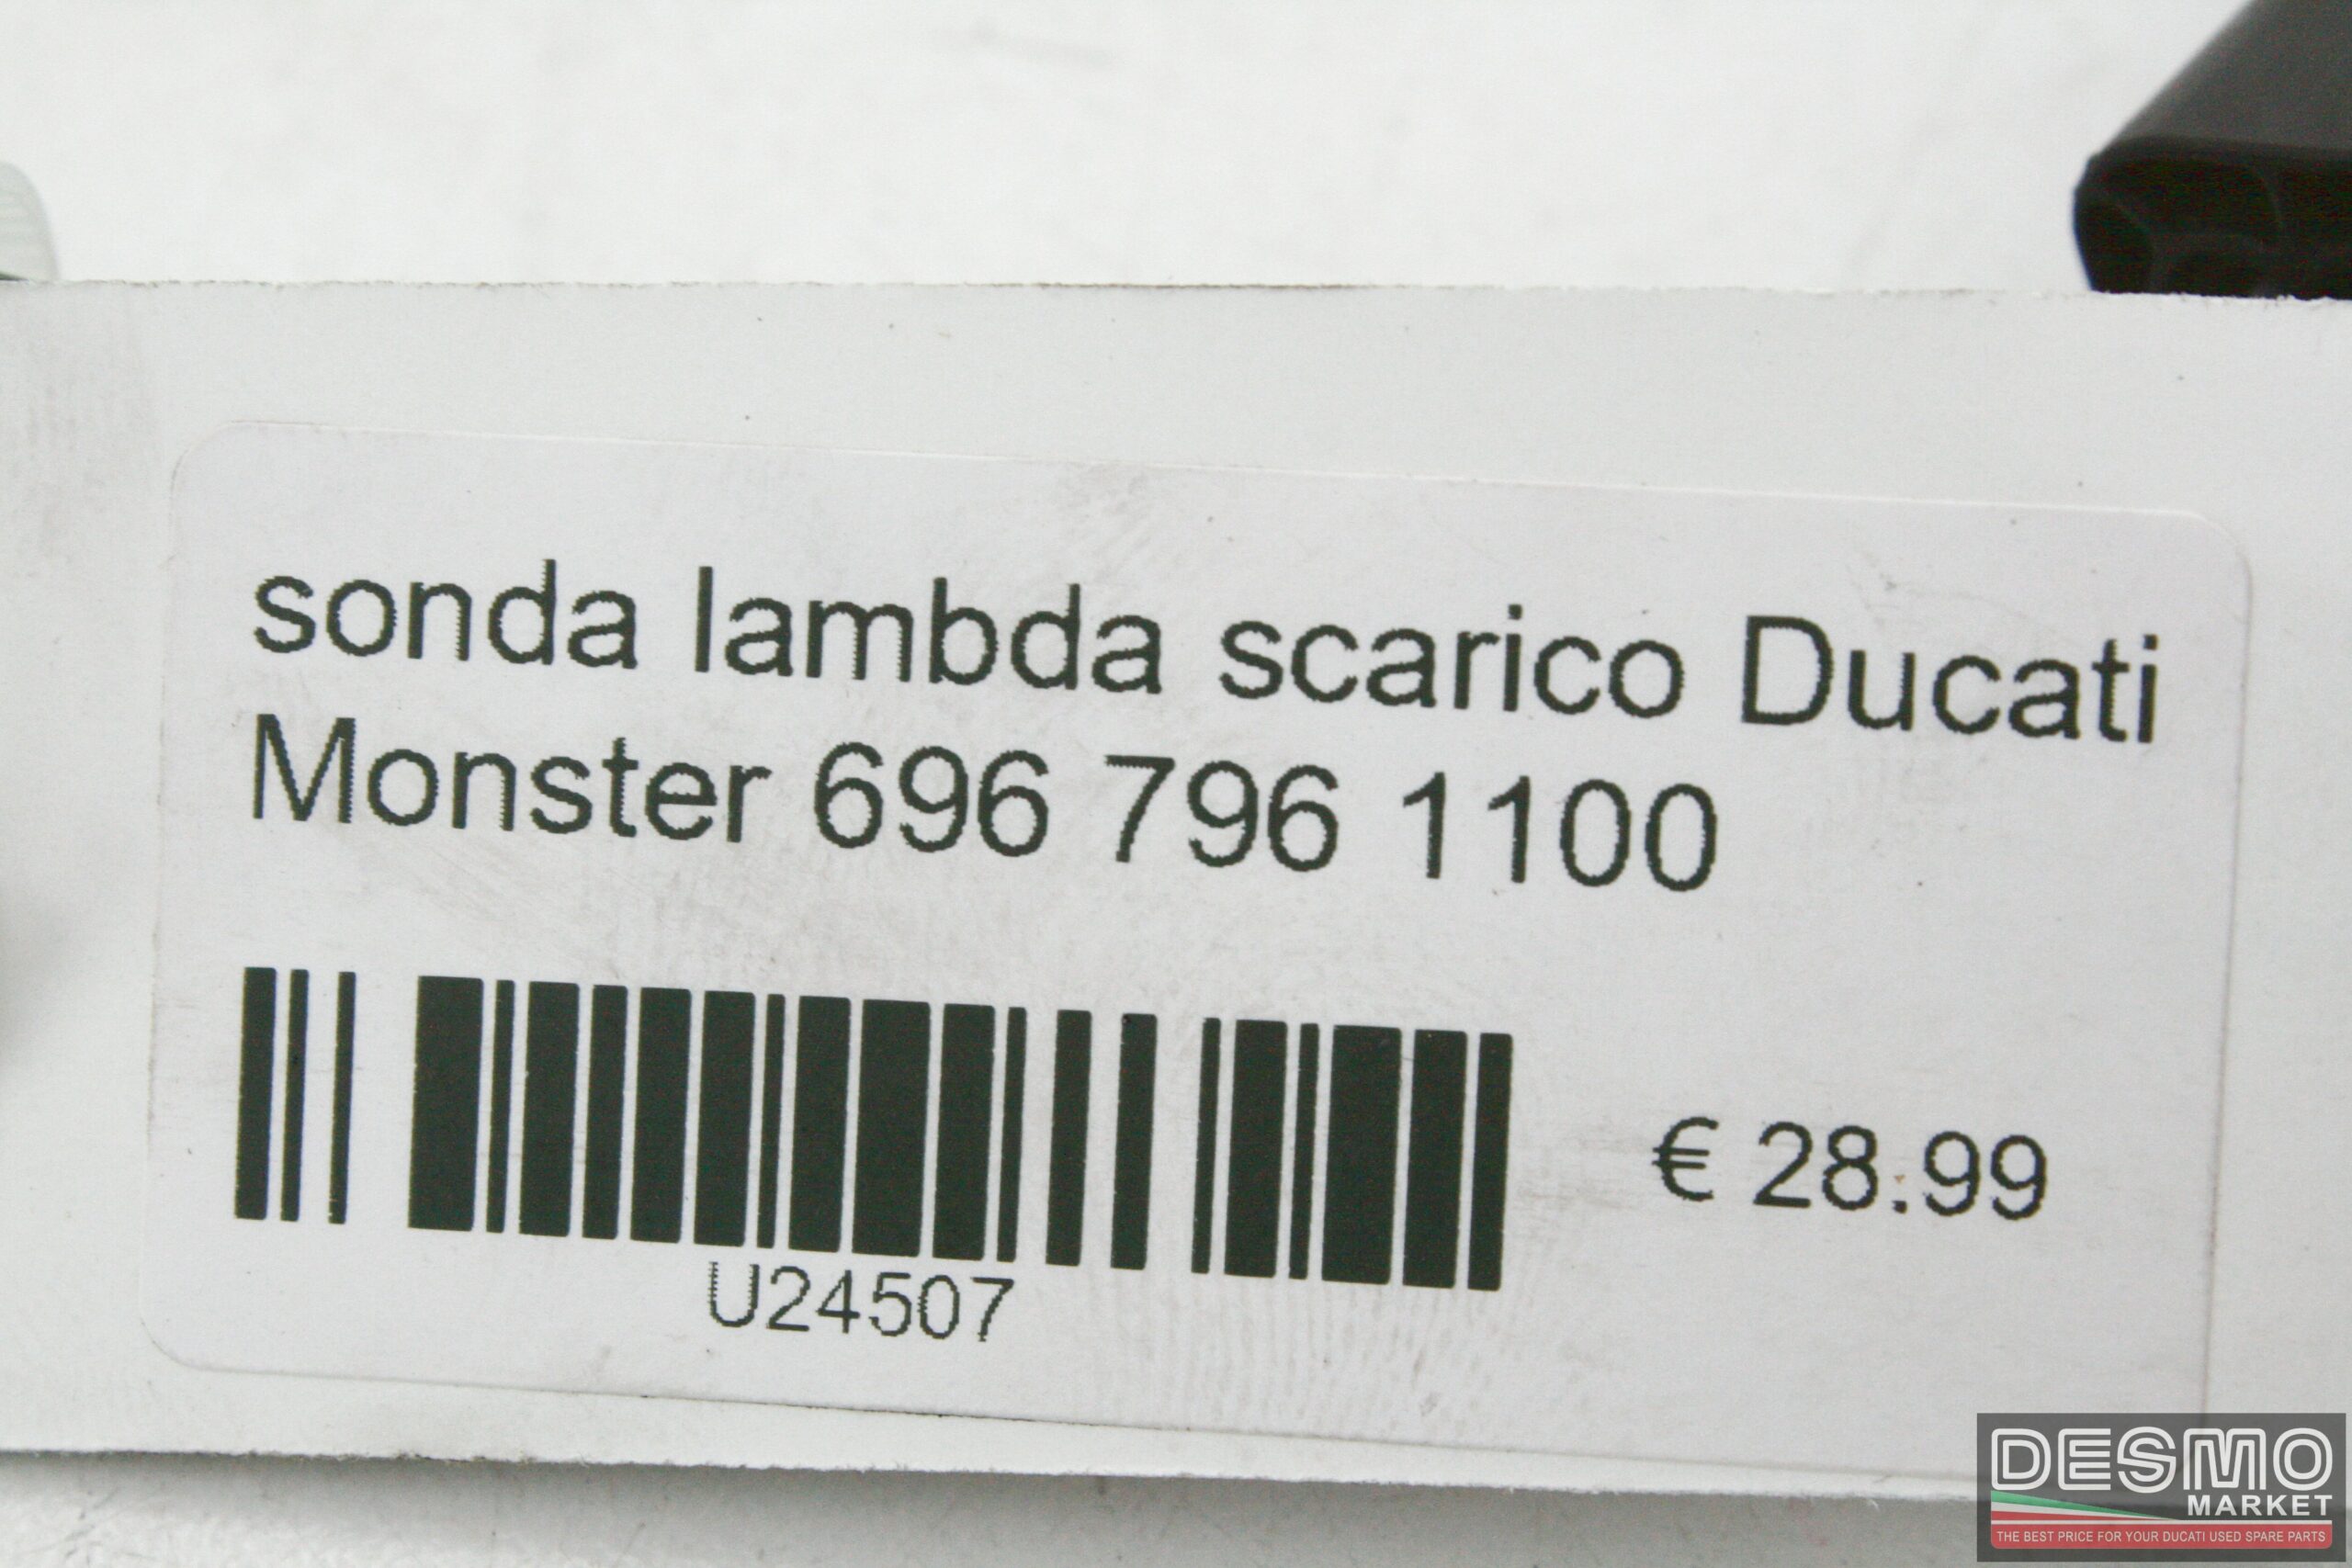 sonda lambda scarico Ducati
Monster 696 796 1100
€ 28.99
U24507
DESMO
MARKET
THE BEST PRICE FOR YOUR DUCATI USED SPARE PARTS